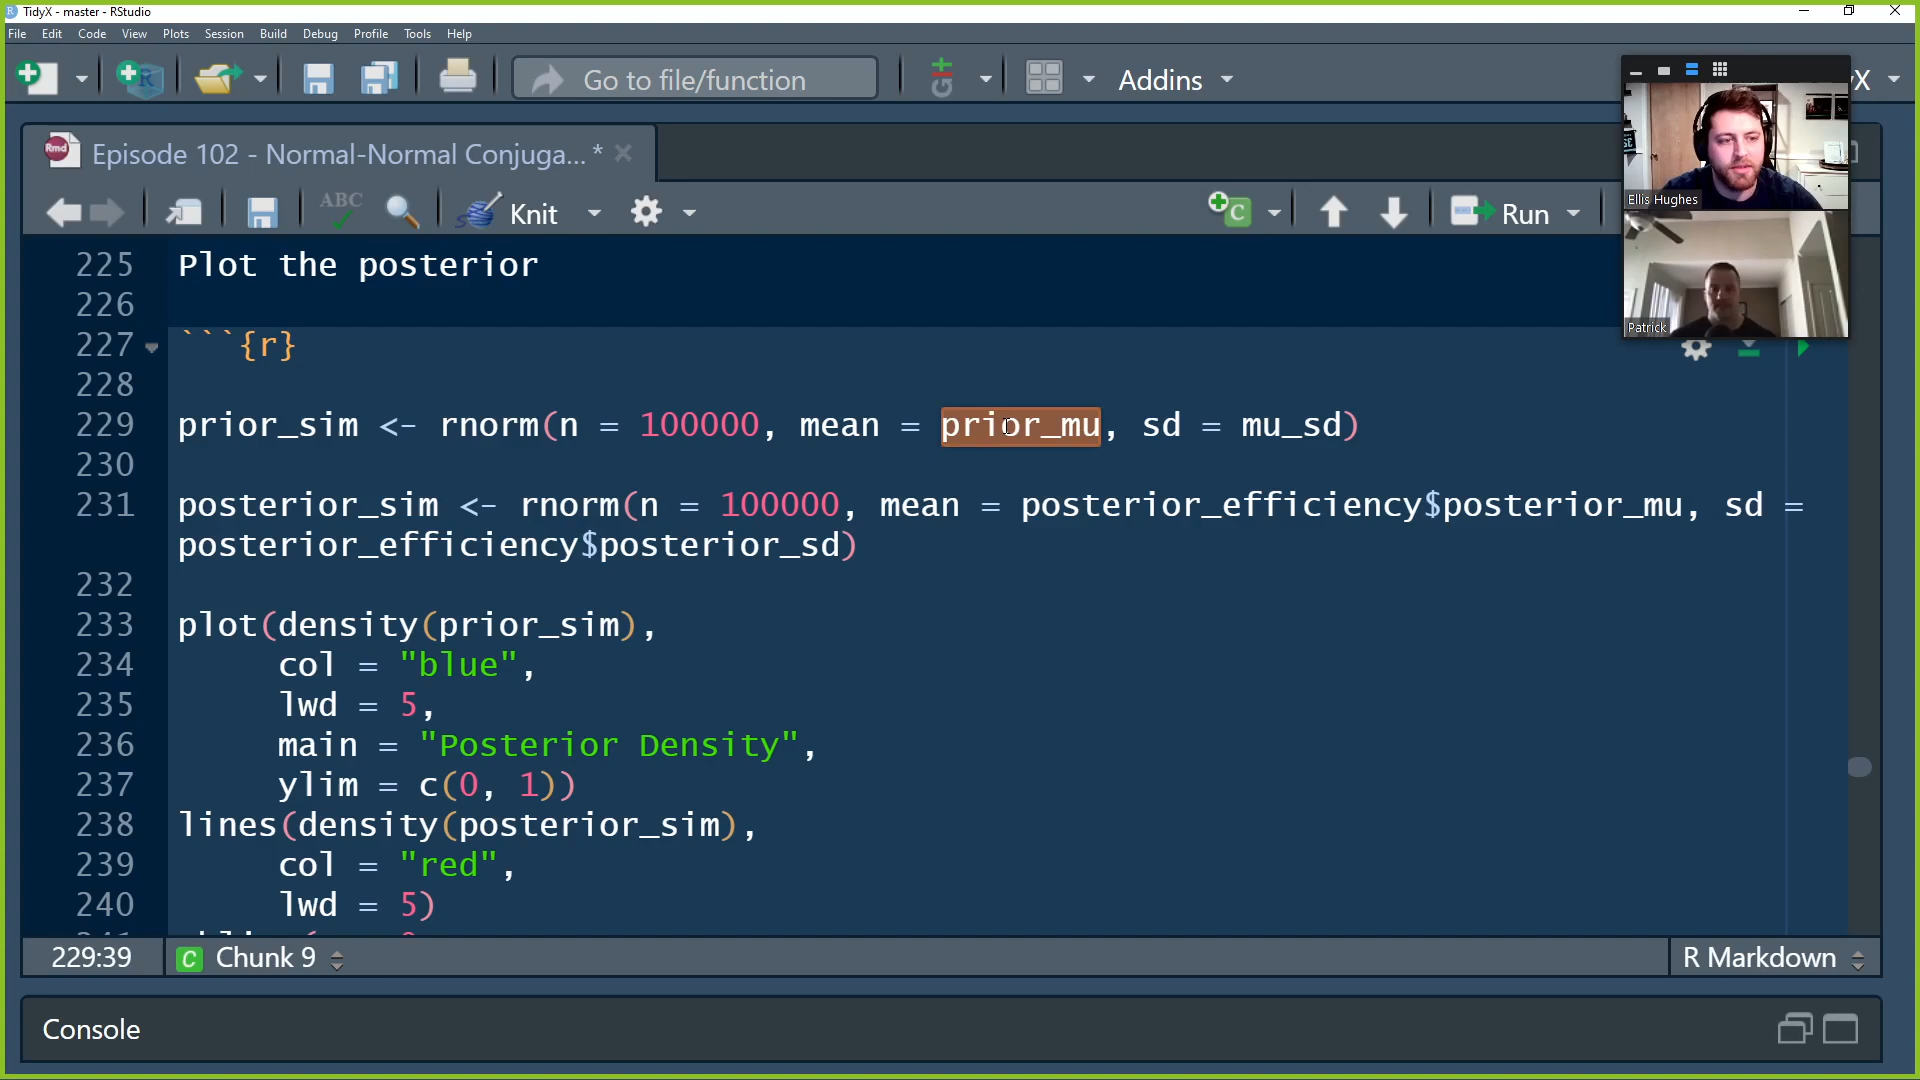 TidyX - master - RStudio
File Edit Code View Plots Session Build Debug Profile Tools Help
Go to file/function
Addins
X
Episode 102 - Normal-Normal Conjuga... *
Ellis Hughes
Patrick
ABC
Knit
Run
225 Plot the posterior
226
227 ```{r}
228
229 prior_sim <- rnorm(n = 100000, mean = prior_mu, sd = mu_sd)
230
231 posterior_sim <- rnorm(n = 100000, mean = posterior_efficiency$posterior_mu, sd =
posterior_efficiency$posterior_sd)
232
233 plot(density(prior_sim),
234 col = "blue",
235 lwd = 5,
236 main = "Posterior Density",
237 ylim = c(0, 1))
238 lines(density(posterior_sim),
239 col = "red",
240 lwd = 5)
229:39
C Chunk 9
R Markdown
Console